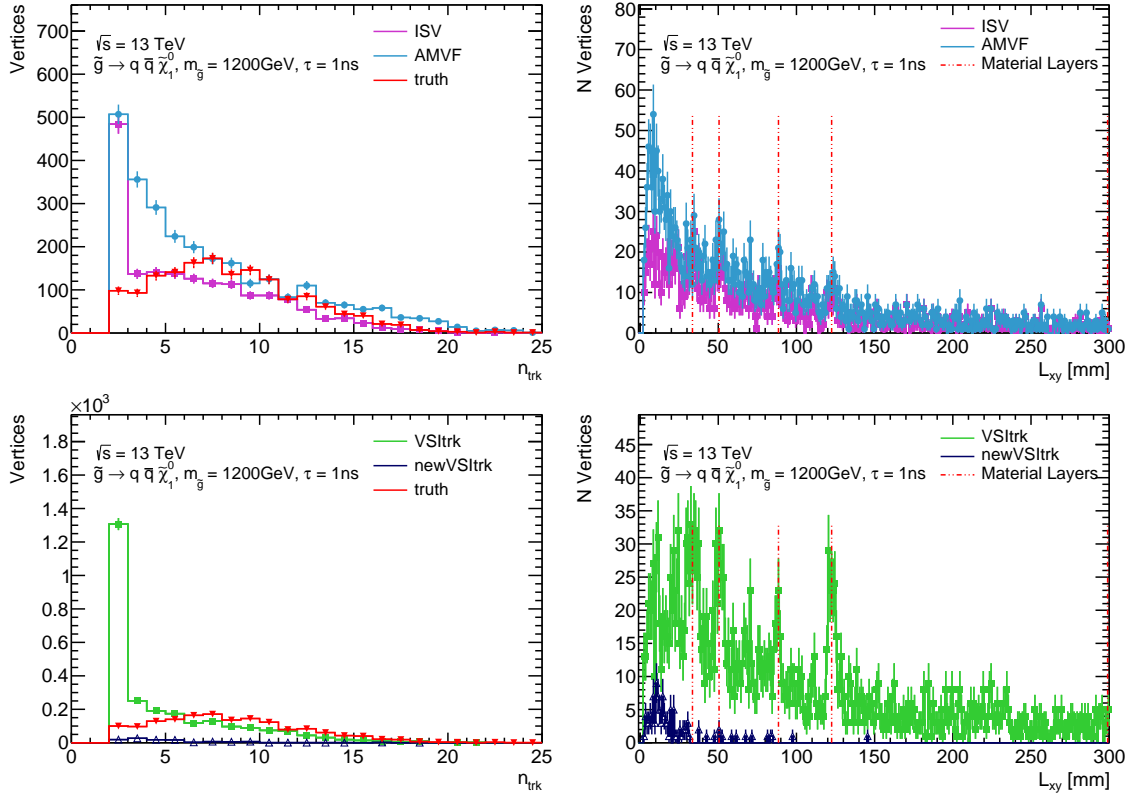 Vertices
700
600
500
400
300
200
100
0
√s = 13 TeV
g̃ → q q̄ χ̃₁⁰, m_g̃ = 1200GeV, τ = 1ns
ISV
AMVF
truth
0 5 10 15 20 25
n_trk
N Vertices
80
70
60
50
40
30
20
10
0
√s = 13 TeV
g̃ → q q̄ χ̃₁⁰, m_g̃ = 1200GeV, τ = 1ns
ISV
AMVF
Material Layers
0 50 100 150 200 250 300
L_xy [mm]
Vertices
×10³
1.8
1.6
1.4
1.2
1
0.8
0.6
0.4
0.2
0
√s = 13 TeV
g̃ → q q̄ χ̃₁⁰, m_g̃ = 1200GeV, τ = 1ns
VSItrk
newVSItrk
truth
0 5 10 15 20 25
n_trk
N Vertices
45
40
35
30
25
20
15
10
5
0
√s = 13 TeV
g̃ → q q̄ χ̃₁⁰, m_g̃ = 1200GeV, τ = 1ns
VSItrk
newVSItrk
Material Layers
0 50 100 150 200 250 300
L_xy [mm]